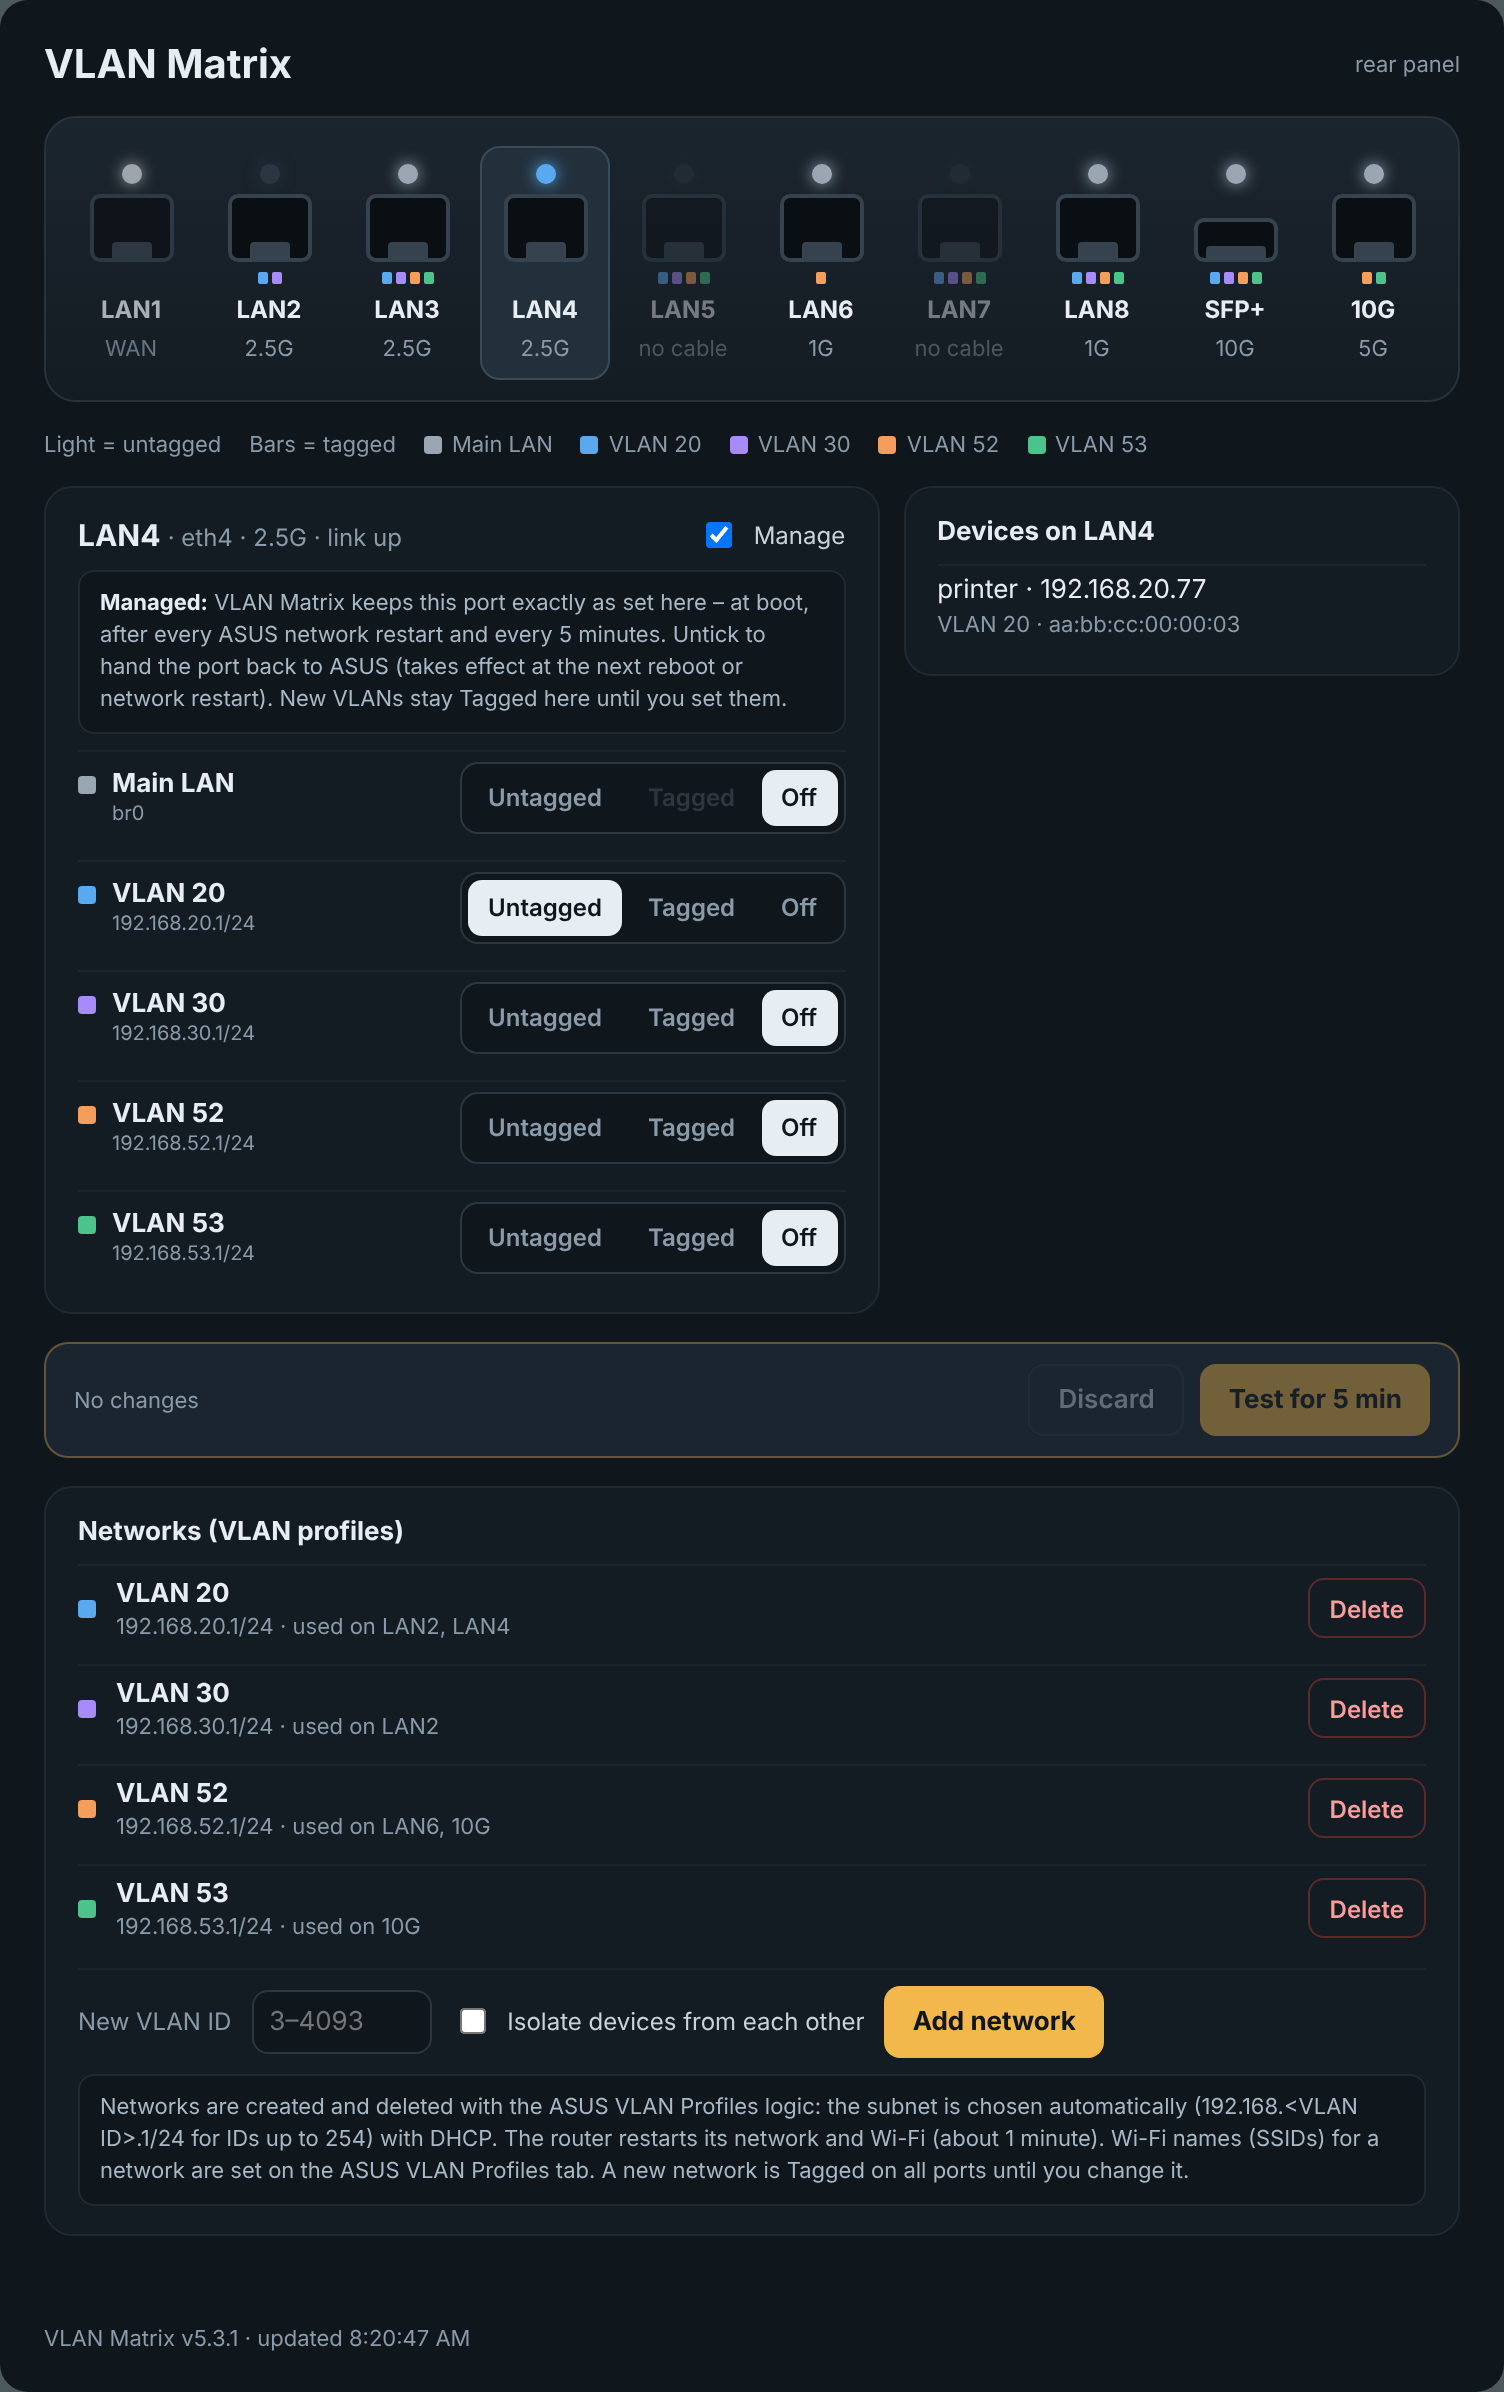 VLAN Matrix
rear panel
LAN1 LAN2 LAN3 LAN4 LAN5 LAN6 LAN7 LAN8 SFP+ 10G
WAN 2.5G 2.5G 2.5G no cable 1G no cable 1G 10G 5G
Light = untagged Bars = tagged Main LAN VLAN 20 VLAN 30 VLAN 52 VLAN 53
LAN4 · eth4 · 2.5G · link up Manage
Managed: VLAN Matrix keeps this port exactly as set here – at boot,
after every ASUS network restart and every 5 minutes. Untick to
hand the port back to ASUS (takes effect at the next reboot or
network restart). New VLANs stay Tagged here until you set them.
Main LAN
br0
Untagged Tagged Off
VLAN 20
192.168.20.1/24
Untagged Tagged Off
VLAN 30
192.168.30.1/24
Untagged Tagged Off
VLAN 52
192.168.52.1/24
Untagged Tagged Off
VLAN 53
192.168.53.1/24
Untagged Tagged Off
Devices on LAN4
printer · 192.168.20.77
VLAN 20 · aa:bb:cc:00:00:03
No changes Discard Test for 5 min
Networks (VLAN profiles)
VLAN 20
192.168.20.1/24 · used on LAN2, LAN4
Delete
VLAN 30
192.168.30.1/24 · used on LAN2
Delete
VLAN 52
192.168.52.1/24 · used on LAN6, 10G
Delete
VLAN 53
192.168.53.1/24 · used on 10G
Delete
New VLAN ID 3–4093 Isolate devices from each other Add network
Networks are created and deleted with the ASUS VLAN Profiles logic: the subnet is chosen automatically (192.168.<VLAN
ID>.1/24 for IDs up to 254) with DHCP. The router restarts its network and Wi-Fi (about 1 minute). Wi-Fi names (SSIDs) for a
network are set on the ASUS VLAN Profiles tab. A new network is Tagged on all ports until you change it.
VLAN Matrix v5.3.1 · updated 8:20:47 AM